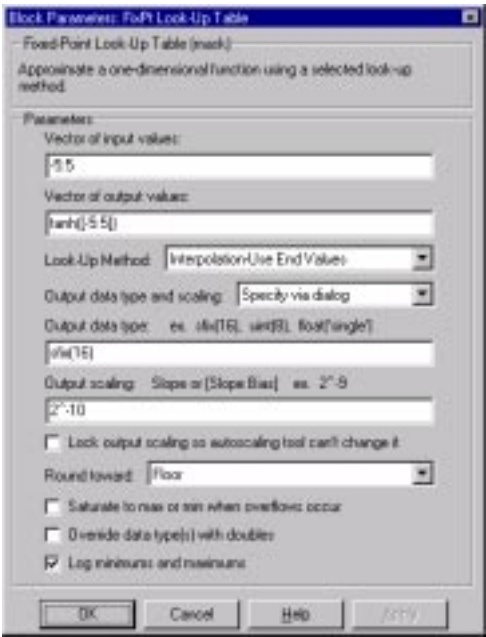 Block Parameters: FixPt Look-Up Table
Fixed-Point Look-Up Table (mask)
Approximate a one-dimensional function using a selected look-up
method.
Parameters
Vector of input values:
-5:5
Vector of output values:
tanh([-5:5])
Look-Up Method: Interpolation-Use End Values
Output data type and scaling: Specify via dialog
Output data type: ex. sfix(16), uint(8), float('single')
sfix(16)
Output scaling: Slope or [Slope Bias] ex. 2^-9
2^-10
Lock output scaling so autoscaling tool can't change it
Round toward: Floor
Saturate to max or min when overflows occur
Override data type(s) with doubles
Log minimums and maximums
OK Cancel Help Apply